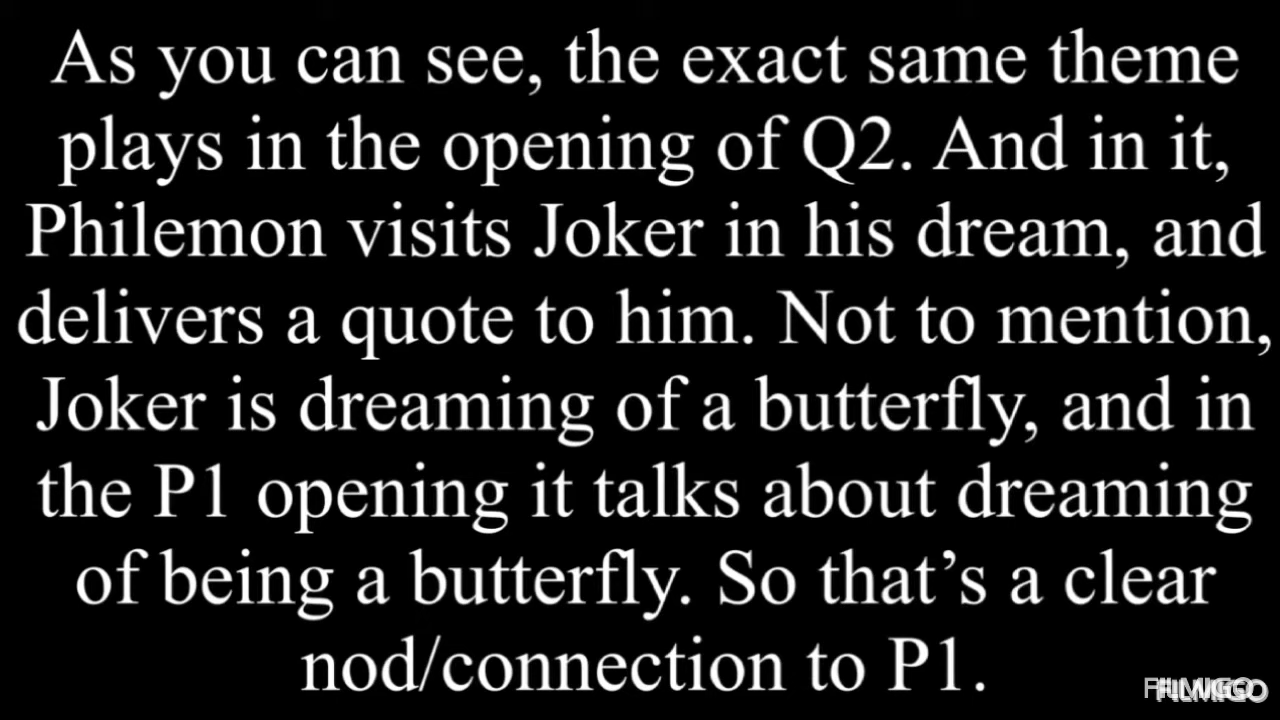 As you can see, the exact same theme
plays in the opening of Q2. And in it,
Philemon visits Joker in his dream, and
delivers a quote to him. Not to mention,
Joker is dreaming of a butterfly, and in
the P1 opening it talks about dreaming
of being a butterfly. So that’s a clear
nod/connection to P1.
FILMIGO